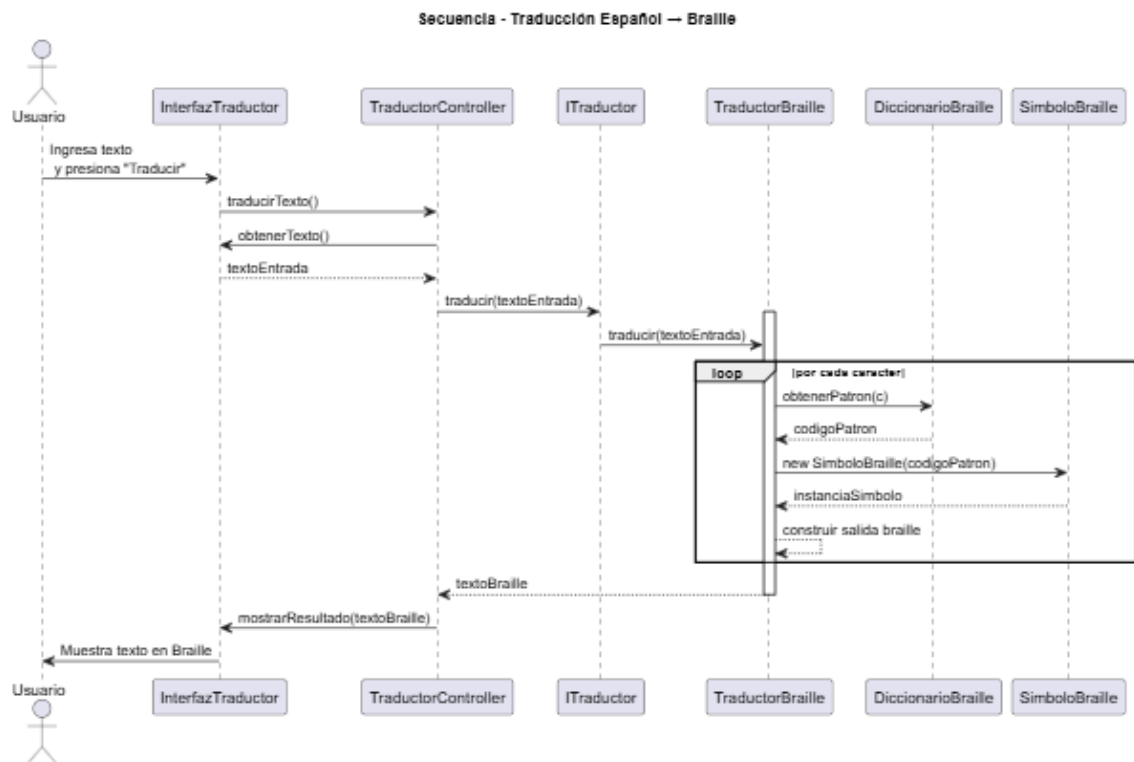 Secuencia - Traducción Español → Braille
Usuario
InterfazTraductor
TraductorController
ITraductor
TraductorBraille
DiccionarioBraille
SimboloBraille
Ingresa texto
y presiona "Traducir"
traducirTexto()
obtenerTexto()
textoEntrada
traducir(textoEntrada)
traducir(textoEntrada)
loop
[por cada caracter]
obtenerPatron(c)
codigoPatron
new SimboloBraille(codigoPatron)
instanciaSimbolo
construir salida braille
textoBraille
mostrarResultado(textoBraille)
Muestra texto en Braille
Usuario
InterfazTraductor
TraductorController
ITraductor
TraductorBraille
DiccionarioBraille
SimboloBraille